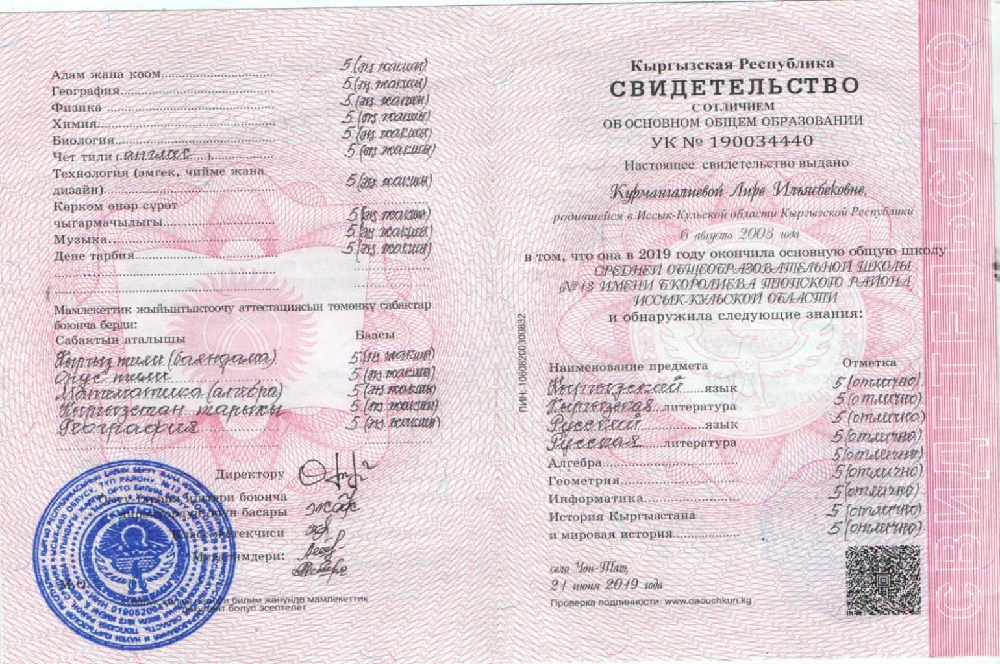 Адам жана коом 5 (эң жакшы)
География 5 (эң жакшы)
Физика 5 (эң жакшы)
Химия 5 (эң жакшы)
Биология 5 (эң жакшы)
Чет тили (англис) 5 (эң жакшы)
Технология (эмгек, чийме жана
дизайн) 5 (эң жакшы)
Көркөм өнөр сүрөт
чыгармачылыгы 5 (эң жакшы)
Музыка 5 (эң жакшы)
Дене тарбия 5 (эң жакшы)
Мамлекеттик жыйынтыктоочу аттестациясын төмөнкү сабактар
боюнча берди:
Сабактын аталышы Баасы
Кыргыз тили (баяндама) 5 (эң жакшы)
Орус тили 5 (эң жакшы)
Математика (алгебра) 5 (эң жакшы)
Кыргызстан тарыхы 5 (эң жакшы)
География 5 (эң жакшы)
Директору
Окуу-тарбия иштери боюнча
директордун орун басары
Класс жетекчиси
Мугалимдери:
М.О.
билим жөнүндө мамлекеттик
документ болуп эсептелет
ПИН: 10608200300832
Кыргызская Республика
СВИДЕТЕЛЬСТВО
С ОТЛИЧИЕМ
ОБ ОСНОВНОМ ОБЩЕМ ОБРАЗОВАНИИ
УК № 190034440
Настоящее свидетельство выдано
Курмангалиевой Лире Ильясбековне,
родившейся в Иссык-Кульской области Кыргызской Республики
6 августа 2003 года
в том, что она в 2019 году окончила основную общую школу
СРЕДНЕЙ ОБЩЕОБРАЗОВАТЕЛЬНОЙ ШКОЛЫ
№13 ИМЕНИ Б.КОРОЛИЕВА ТЮПСКОГО РАЙОНА
ИССЫК-КУЛЬСКОЙ ОБЛАСТИ
и обнаружила следующие знания:
Наименование предмета Отметка
Кыргызский язык 5 (отлично)
Кыргызская литература 5 (отлично)
Русский язык 5 (отлично)
Русская литература 5 (отлично)
Алгебра 5 (отлично)
Геометрия 5 (отлично)
Информатика 5 (отлично)
История Кыргызстана 5 (отлично)
и мировая история 5 (отлично)
село Чон-Таш,
21 июня 2019 года
Проверка подлинности: www.oaouchkun.kg
СВИДЕТЕЛЬСТВО